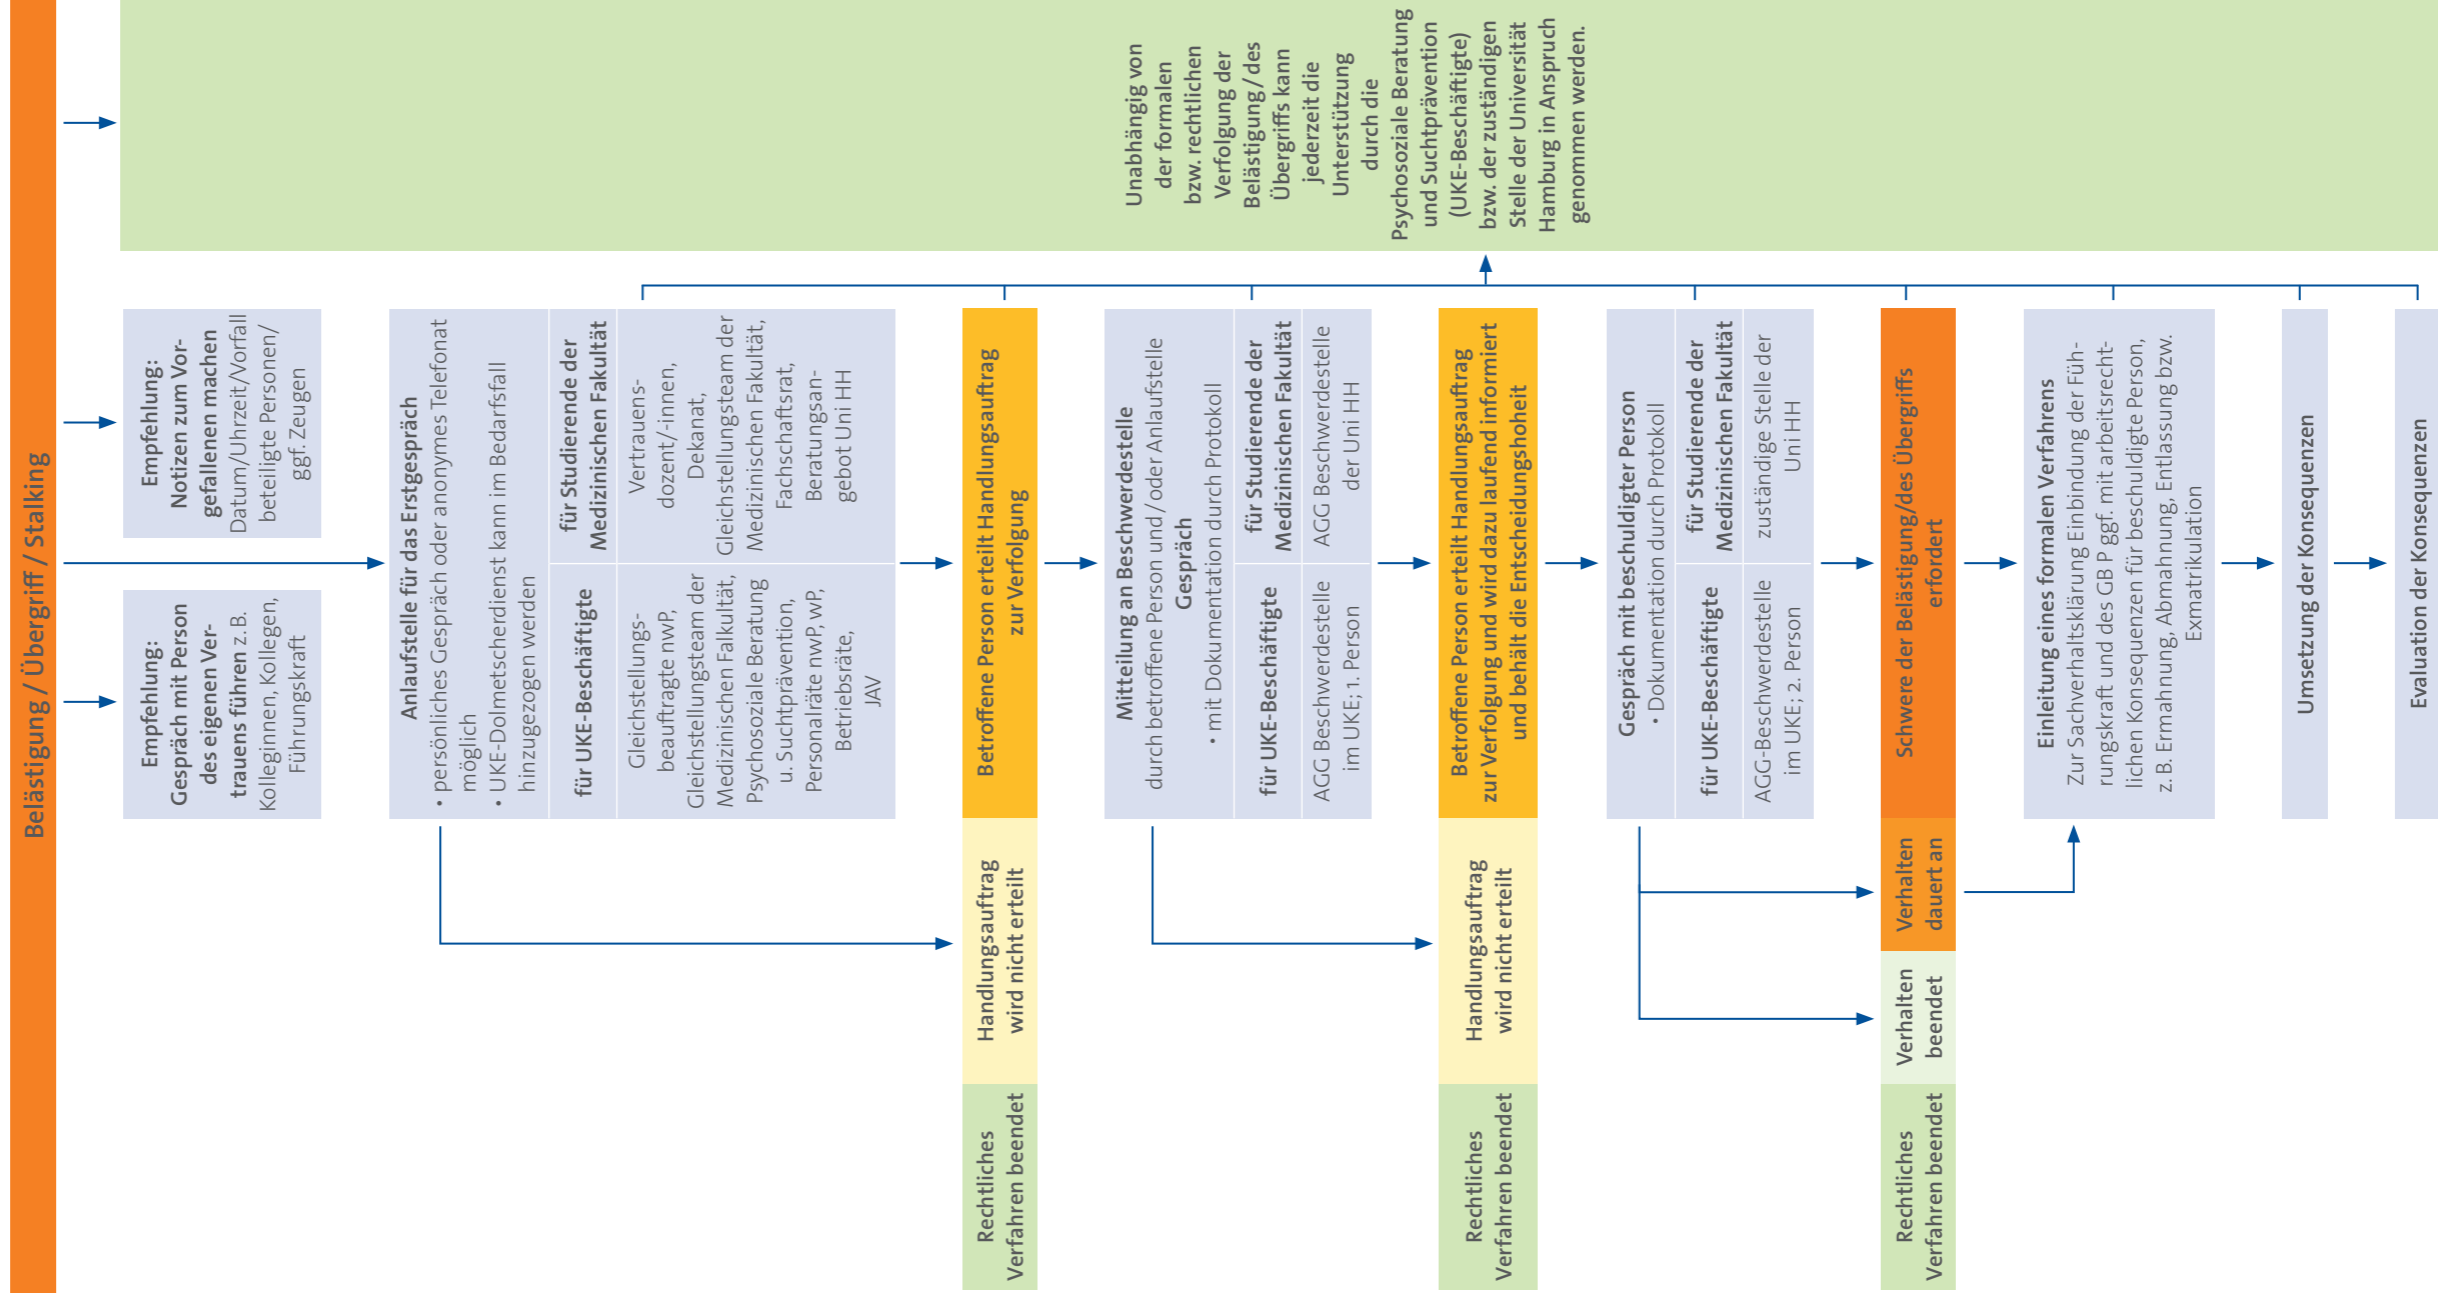 Belästigung / Übergriff / Stalking
Empfehlung:
Gespräch mit Person
des eigenen Ver-
trauens führen z. B.
Kolleginnen, Kollegen,
Führungskraft
Empfehlung:
Notizen zum Vor-
gefallenen machen
Datum/Uhrzeit/Vorfall
beteiligte Personen/
ggf. Zeugen
Anlaufstelle für das Erstgespräch
• persönliches Gespräch oder anonymes Telefonat
möglich
• UKE-Dolmetscherdienst kann im Bedarfsfall
hinzugezogen werden
für UKE-Beschäftigte
Gleichstellungs-
beauftragte nwP,
Gleichstellungsteam der
Medizinischen Falkultät,
Psychosoziale Beratung
u. Suchtprävention,
Personalräte nwP, wP,
Betriebsräte,
JAV
für Studierende der
Medizinischen Fakultät
Vertrauens-
dozent/-innen,
Dekanat,
Gleichstellungsteam der
Medizinischen Fakultät,
Fachschaftsrat,
Beratungsan-
gebot Uni HH
Rechtliches
Verfahren beendet
Handlungsauftrag
wird nicht erteilt
Betroffene Person erteilt Handlungsauftrag
zur Verfolgung
Mitteilung an Beschwerdestelle
durch betroffene Person und / oder Anlaufstelle
Gespräch
• mit Dokumentation durch Protokoll
für UKE-Beschäftigte
AGG Beschwerdestelle
im UKE; 1. Person
für Studierende der
Medizinischen Fakultät
AGG Beschwerdestelle
der Uni HH
Rechtliches
Verfahren beendet
Handlungsauftrag
wird nicht erteilt
Betroffene Person erteilt Handlungsauftrag
zur Verfolgung und wird dazu laufend informiert
und behält die Entscheidungshoheit
Gespräch mit beschuldigter Person
• Dokumentation durch Protokoll
für UKE-Beschäftigte
AGG-Beschwerdestelle
im UKE; 2. Person
für Studierende der
Medizinischen Fakultät
zuständige Stelle der
Uni HH
Rechtliches
Verfahren beendet
Verhalten
beendet
Verhalten
dauert an
Schwere der Belästigung/des Übergriffs
erfordert
Einleitung eines formalen Verfahrens
Zur Sachverhaltsklärung Einbindung der Füh-
rungskraft und des GB P ggf. mit arbeitsrecht-
lichen Konsequenzen für beschuldigte Person,
z. B. Ermahnung, Abmahnung, Entlassung bzw.
Exmatrikulation
Umsetzung der Konsequenzen
Evaluation der Konsequenzen
Unabhängig von
der formalen
bzw. rechtlichen
Verfolgung der
Belästigung / des
Übergriffs kann
jederzeit die
Unterstützung
durch die
Psychosoziale Beratung
und Suchtprävention
(UKE-Beschäftigte)
bzw. der zuständigen
Stelle der Universität
Hamburg in Anspruch
genommen werden.